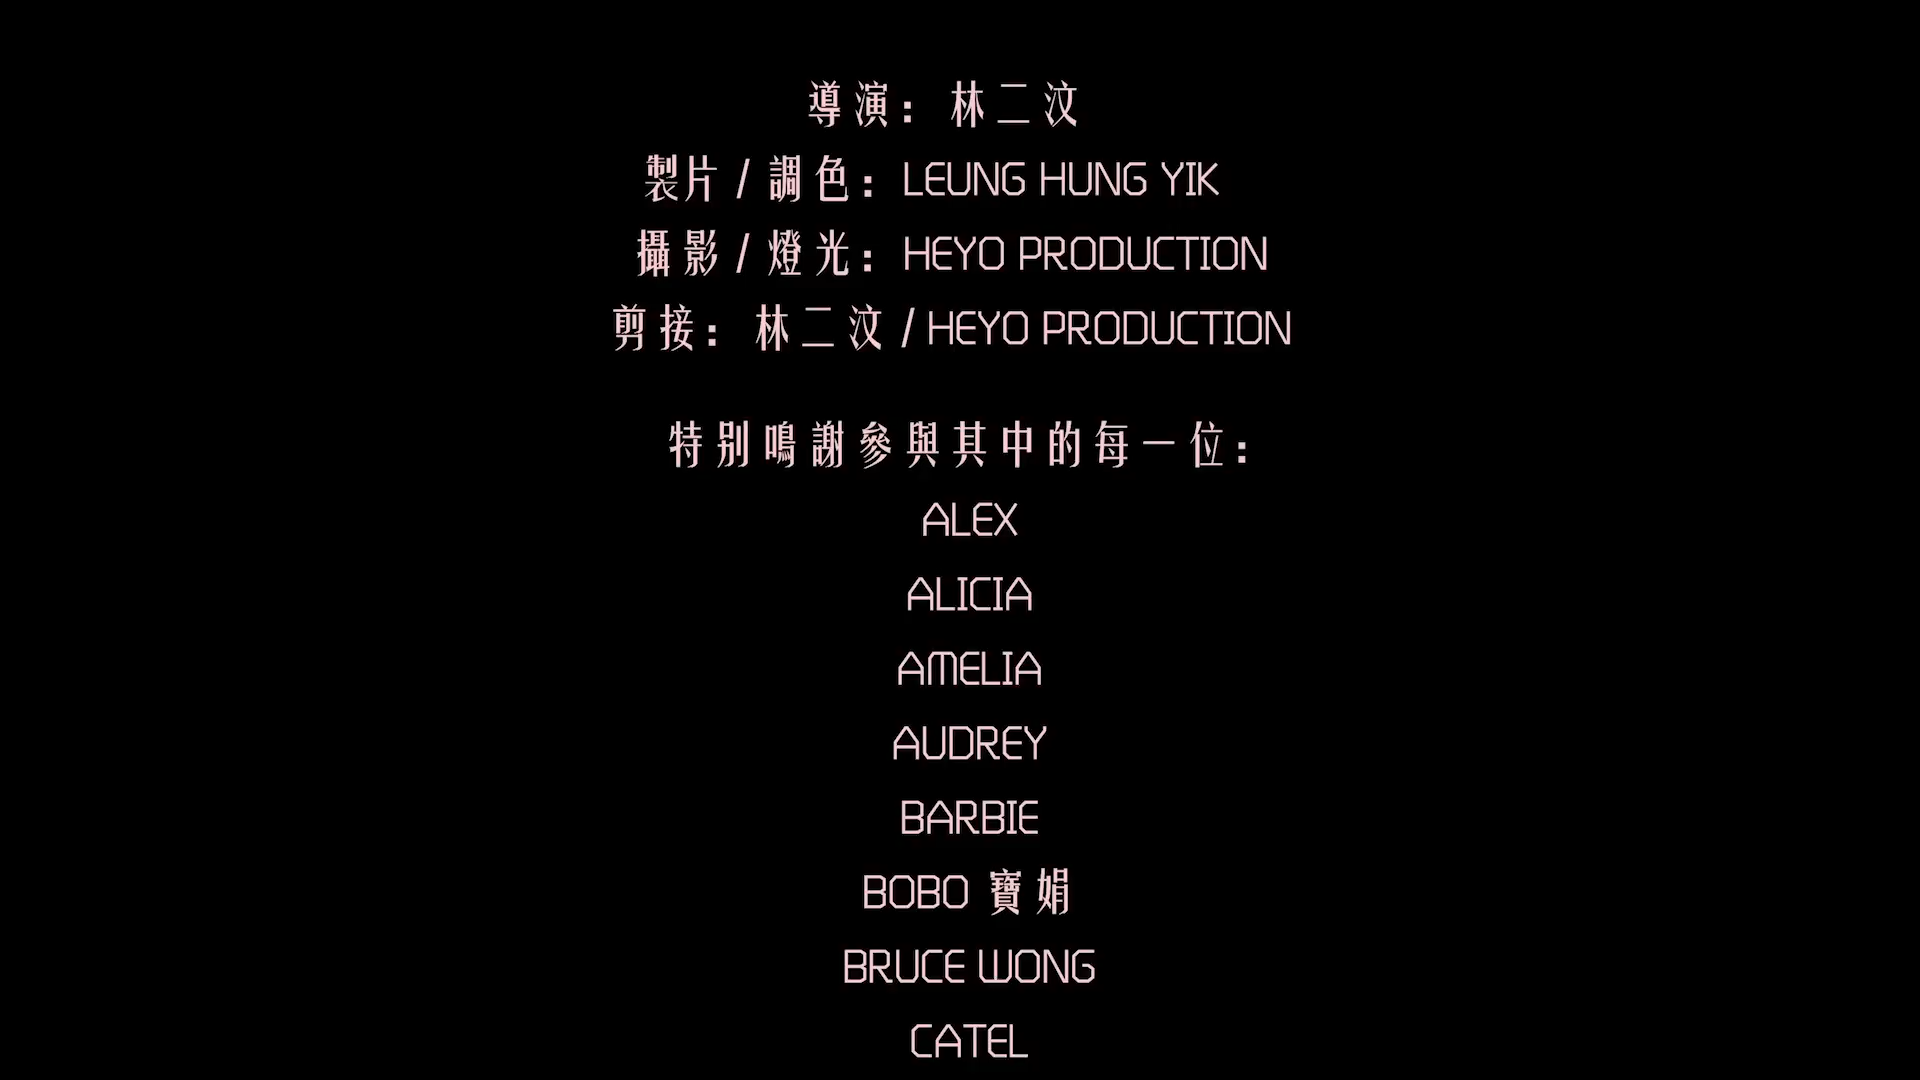 導演：林二汶
製片 / 調色：LEUNG HUNG YIK
攝影 / 燈光：HEYO PRODUCTION
剪接：林二汶 / HEYO PRODUCTION
特別鳴謝參與其中的每一位：
ALEX
ALICIA
AMELIA
AUDREY
BARBIE
BOBO 寶娟
BRUCE WONG
CATEL